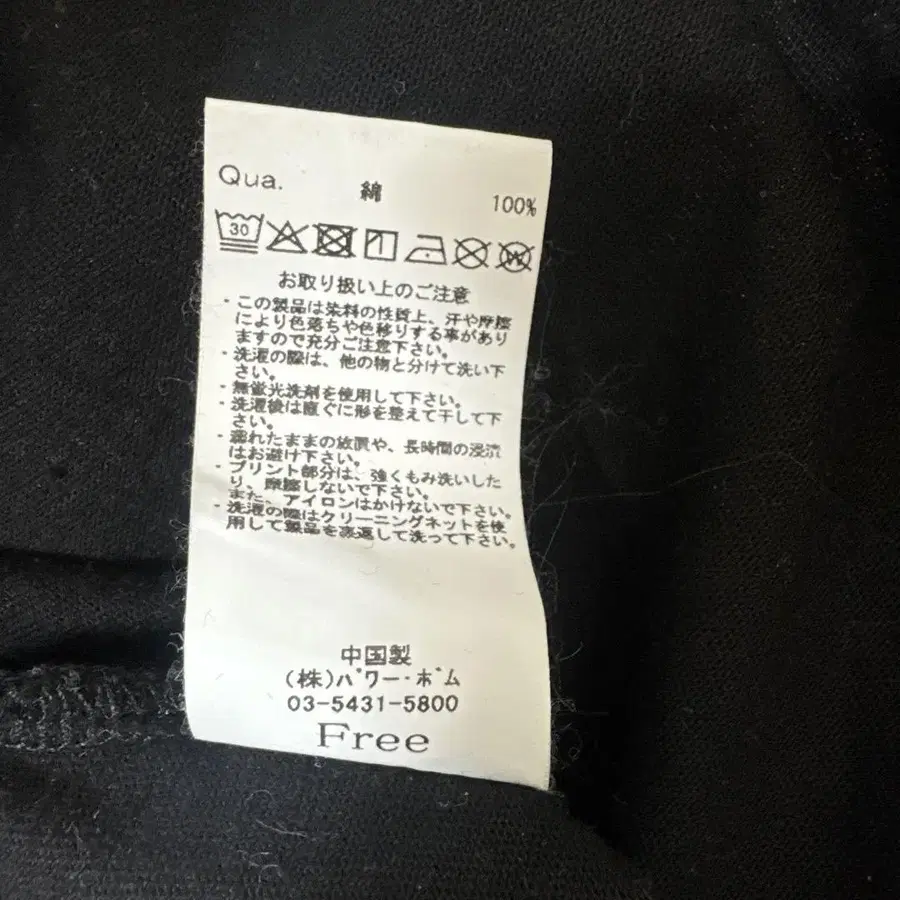 Qua. 綿 100%
30
W
お取り扱い上のご注意
・この製品は染料の性質上、汗や摩擦
により色落ちや色移りする事があり
ますので充分ご注意下さい。
・洗濯の際は、他の物と分けて洗い下
さい。
・無蛍光洗剤を使用して下さい。
・洗濯後は直ぐに形を整えて干して下
さい。
・濡れたままの放置や、長時間の浸漬
はお避け下さい。
・プリント部分は、強くもみ洗いした
り、摩擦しないで下さい。
また、アイロンはかけないで下さい。
・洗濯の際はクリーニングネットを使
用して製品を裏返して洗って下さい。
中国製
(株)パワー・ボム
03-5431-5800
Free